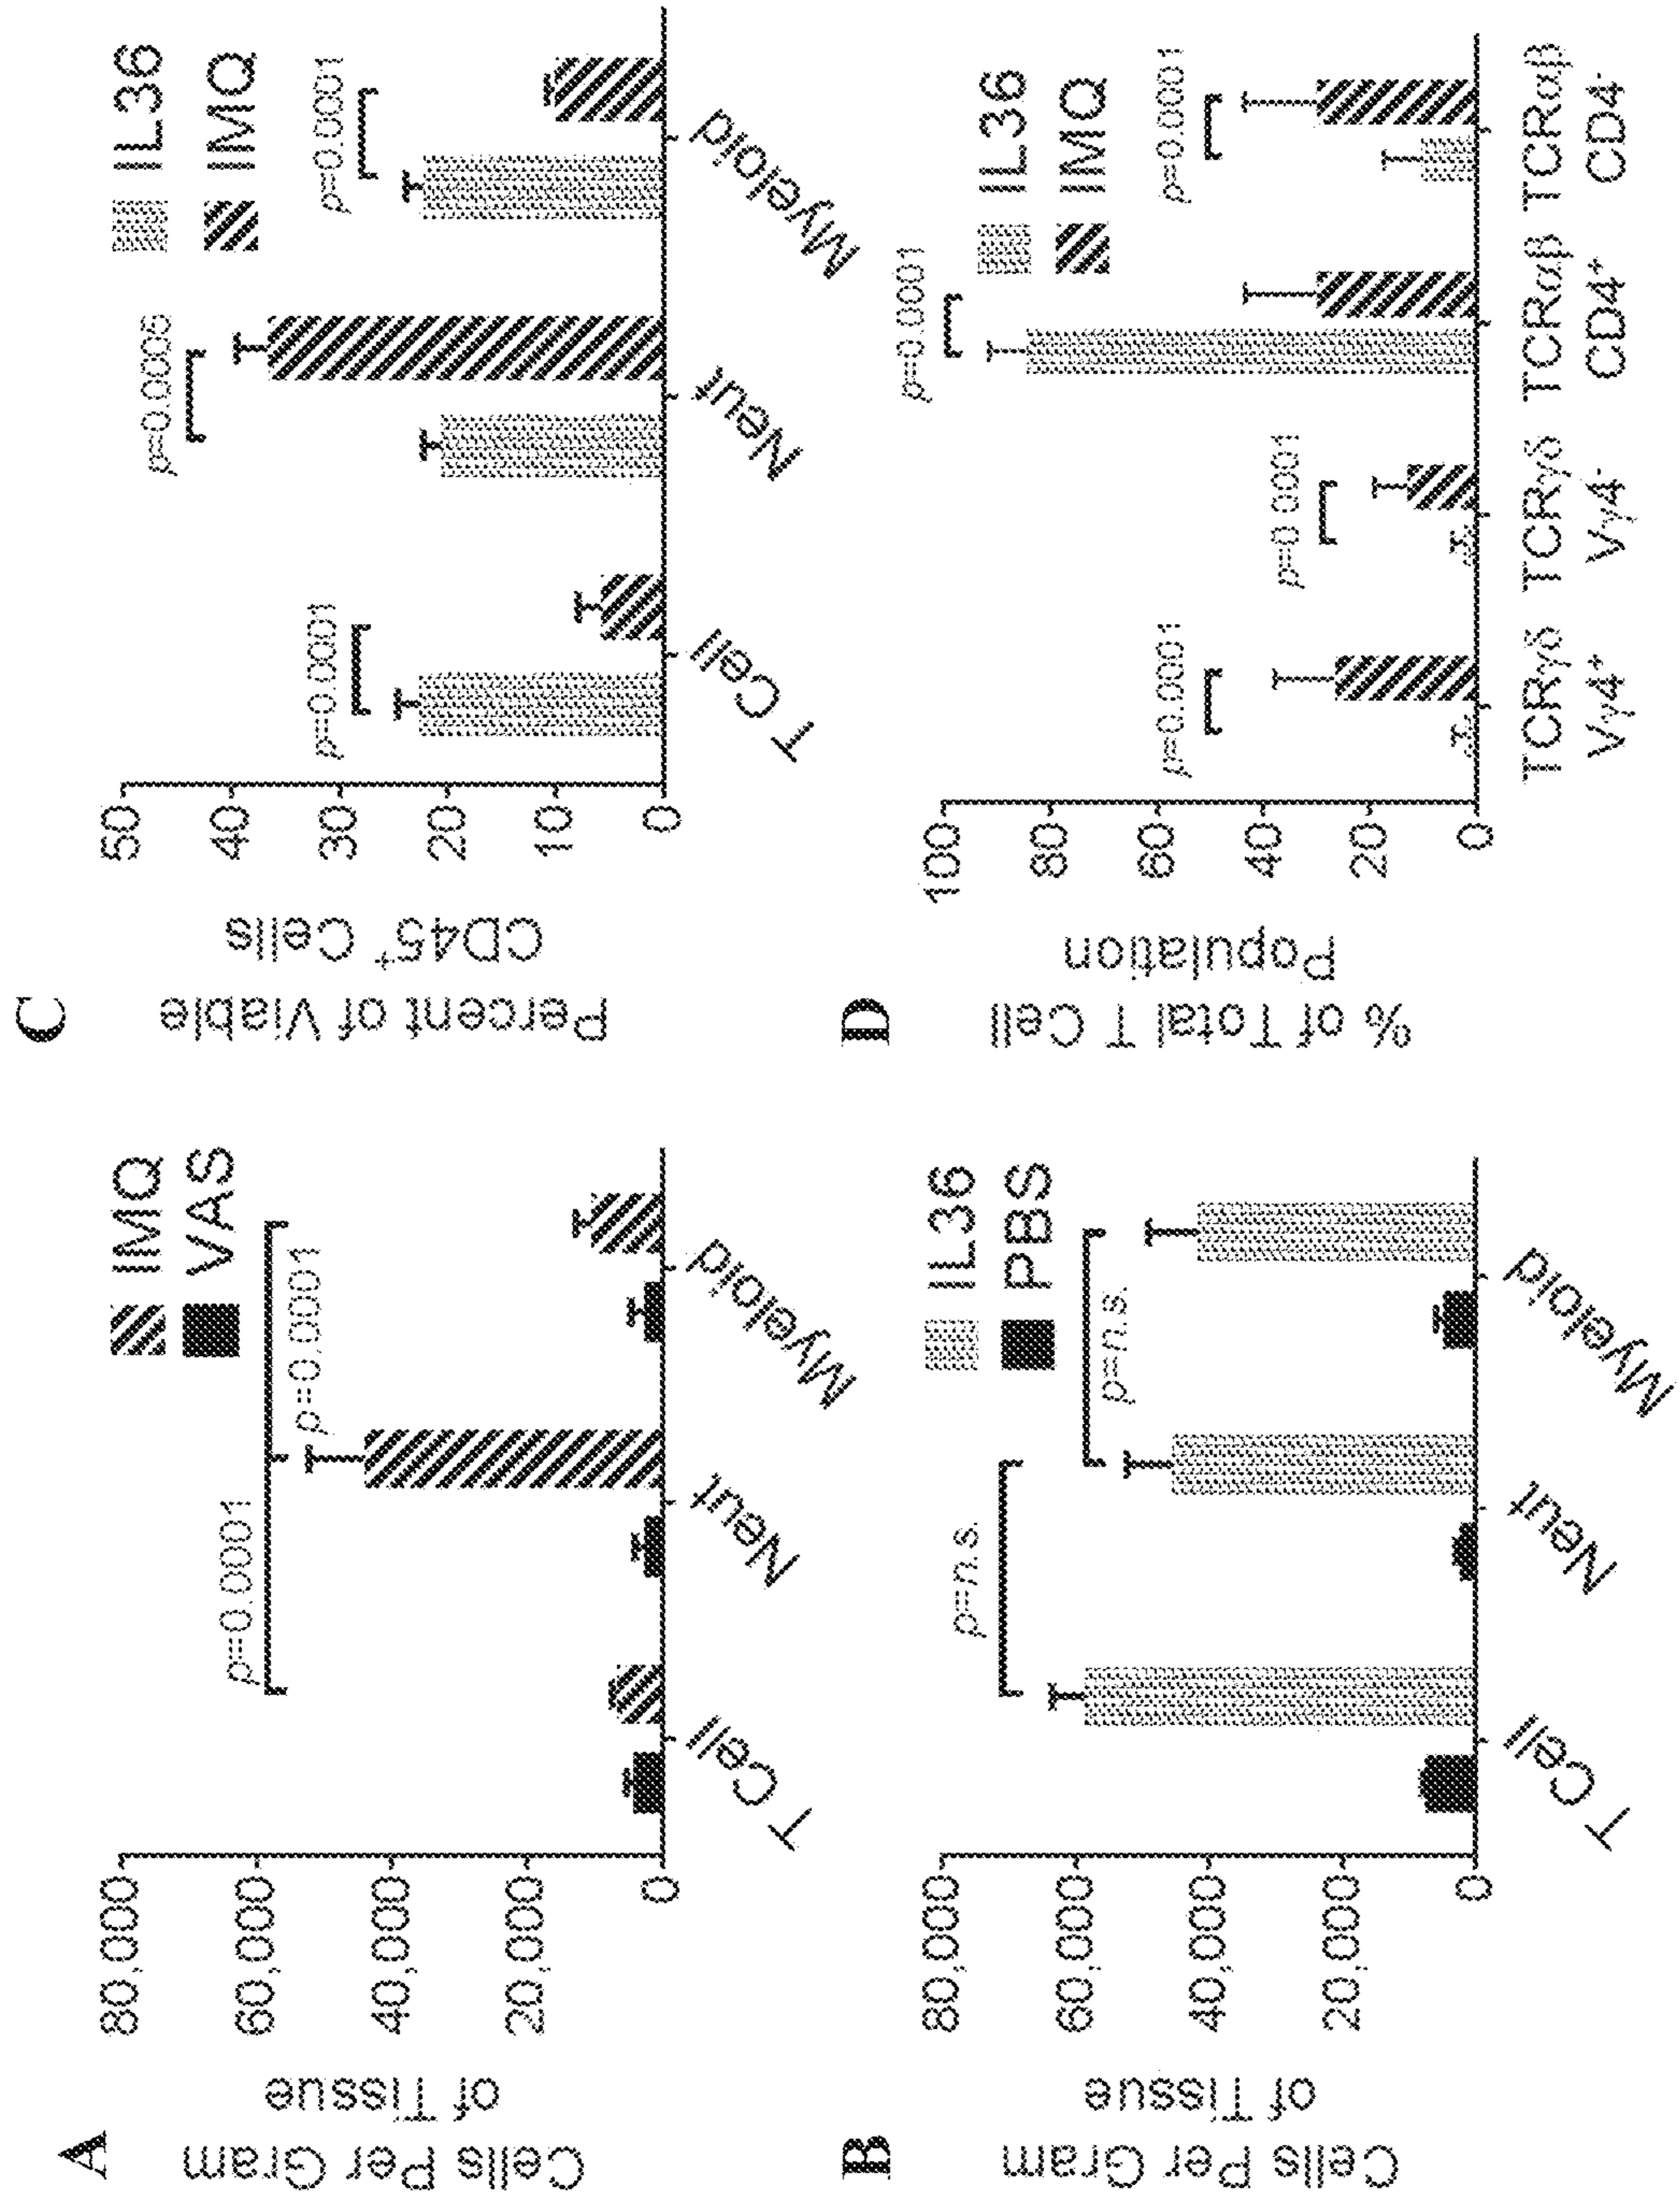 A
Cells Per Gram
of Tissue
80,000
60,000
40,000
20,000
0
IMQ
VAS
p=0.0001
p=0.0001
T Cell
Neut
Myeloid
B
Cells Per Gram
of Tissue
80,000
60,000
40,000
20,000
0
IL36
PBS
p=n.s.
p=n.s.
T Cell
Neut
Myeloid
C
Percent of Viable
CD45⁺ Cells
50
40
30
20
10
0
IL36
IMQ
p=0.0001
p=0.0005
p=0.0001
T Cell
Neut
Myeloid
D
% of Total T Cell
Population
100
80
60
40
20
0
IL36
IMQ
p=0.0001
p=0.0001
p=0.0001
p=0.0001
TCRγδ TCRγδ TCRαβ TCRαβ
Vγ4⁺ Vγ4⁻ CD4⁺ CD4⁻